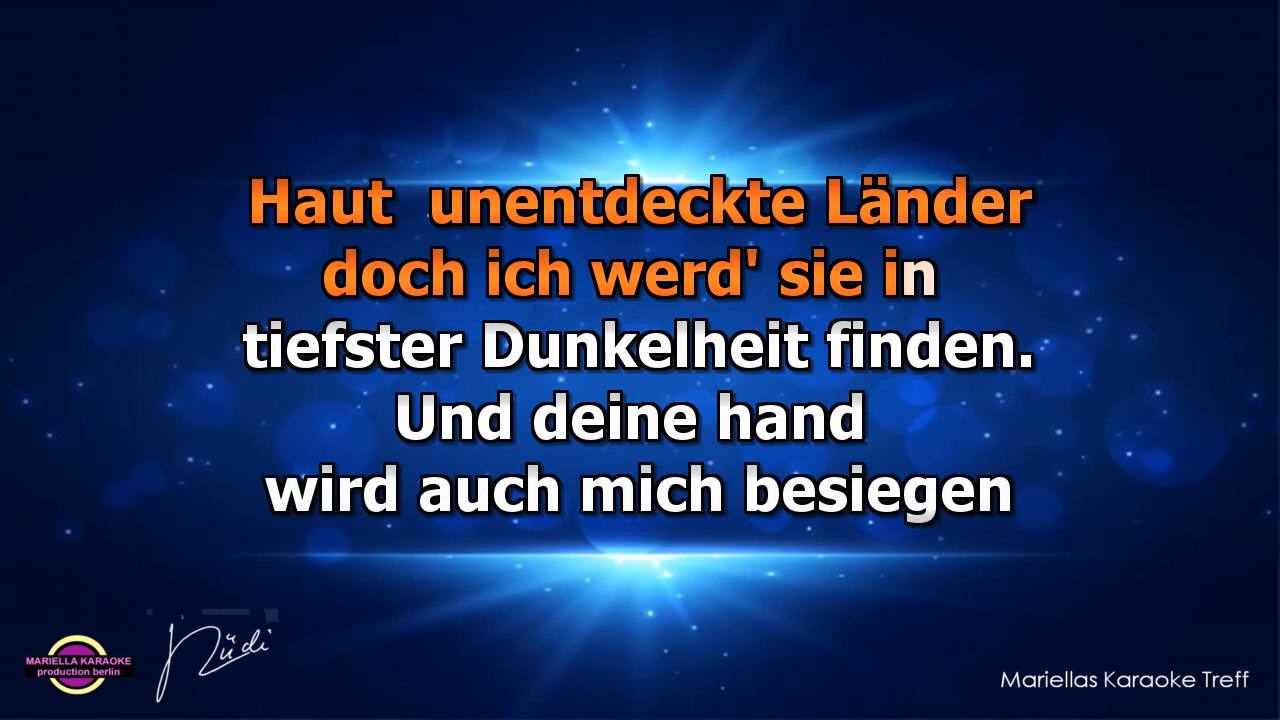 Haut unentdeckte Länder
doch ich werd' sie in
tiefster Dunkelheit finden.
Und deine hand
wird auch mich besiegen
Rüdi
MARIELLA KARAOKE
production berlin
Mariellas Karaoke Treff